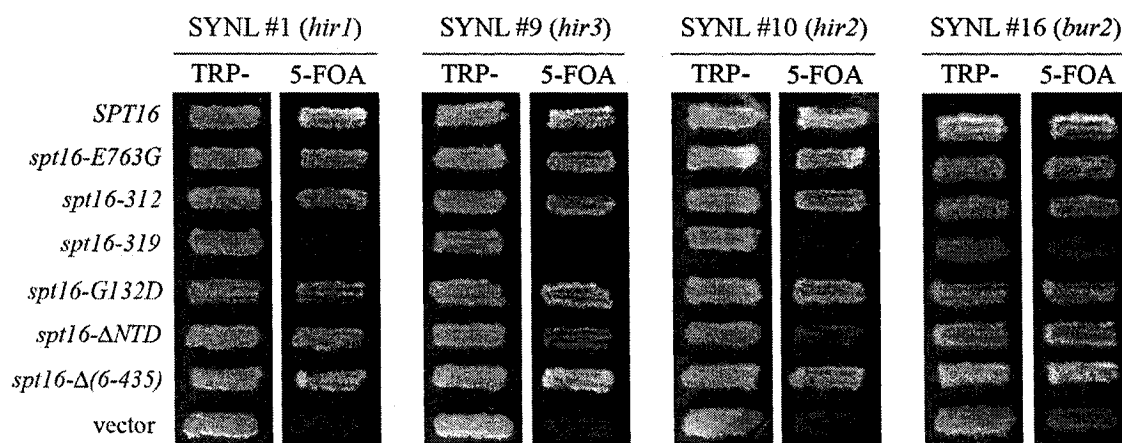 SYNL #1 (hir1) SYNL #9 (hir3) SYNL #10 (hir2) SYNL #16 (bur2)
TRP- 5-FOA TRP- 5-FOA TRP- 5-FOA TRP- 5-FOA
SPT16
spt16-E763G
spt16-312
spt16-319
spt16-G132D
spt16-ΔNTD
spt16-Δ(6-435)
vector